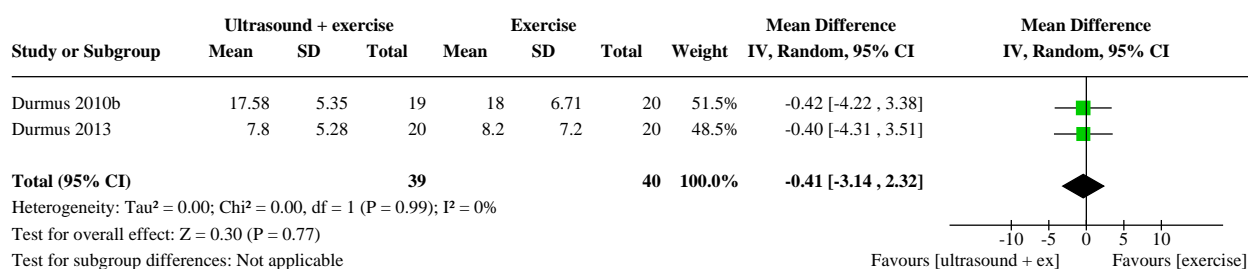 Ultrasound + exercise Exercise Mean Difference Mean Difference
Study or Subgroup Mean SD Total Mean SD Total Weight IV, Random, 95% CI IV, Random, 95% CI
Durmus 2010b 17.58 5.35 19 18 6.71 20 51.5% -0.42 [-4.22 , 3.38]
Durmus 2013 7.8 5.28 20 8.2 7.2 20 48.5% -0.40 [-4.31 , 3.51]
Total (95% CI) 39 40 100.0% -0.41 [-3.14 , 2.32]
Heterogeneity: Tau² = 0.00; Chi² = 0.00, df = 1 (P = 0.99); I² = 0%
Test for overall effect: Z = 0.30 (P = 0.77) -10 -5 0 5 10
Test for subgroup differences: Not applicable Favours [ultrasound + ex] Favours [exercise]